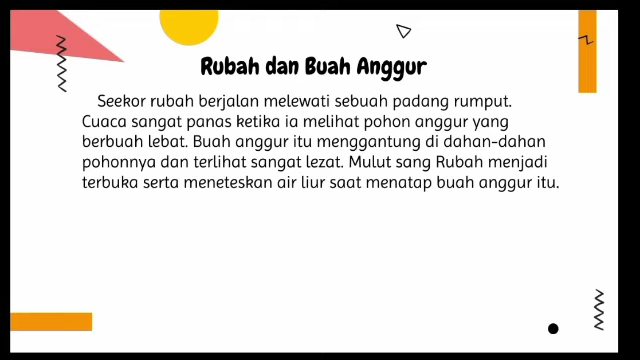 Rubah dan Buah Anggur
Seekor rubah berjalan melewati sebuah padang rumput.
Cuaca sangat panas ketika ia melihat pohon anggur yang
berbuah lebat. Buah anggur itu menggantung di dahan-dahan
pohonnya dan terlihat sangat lezat. Mulut sang Rubah menjadi
terbuka serta meneteskan air liur saat menatap buah anggur itu.